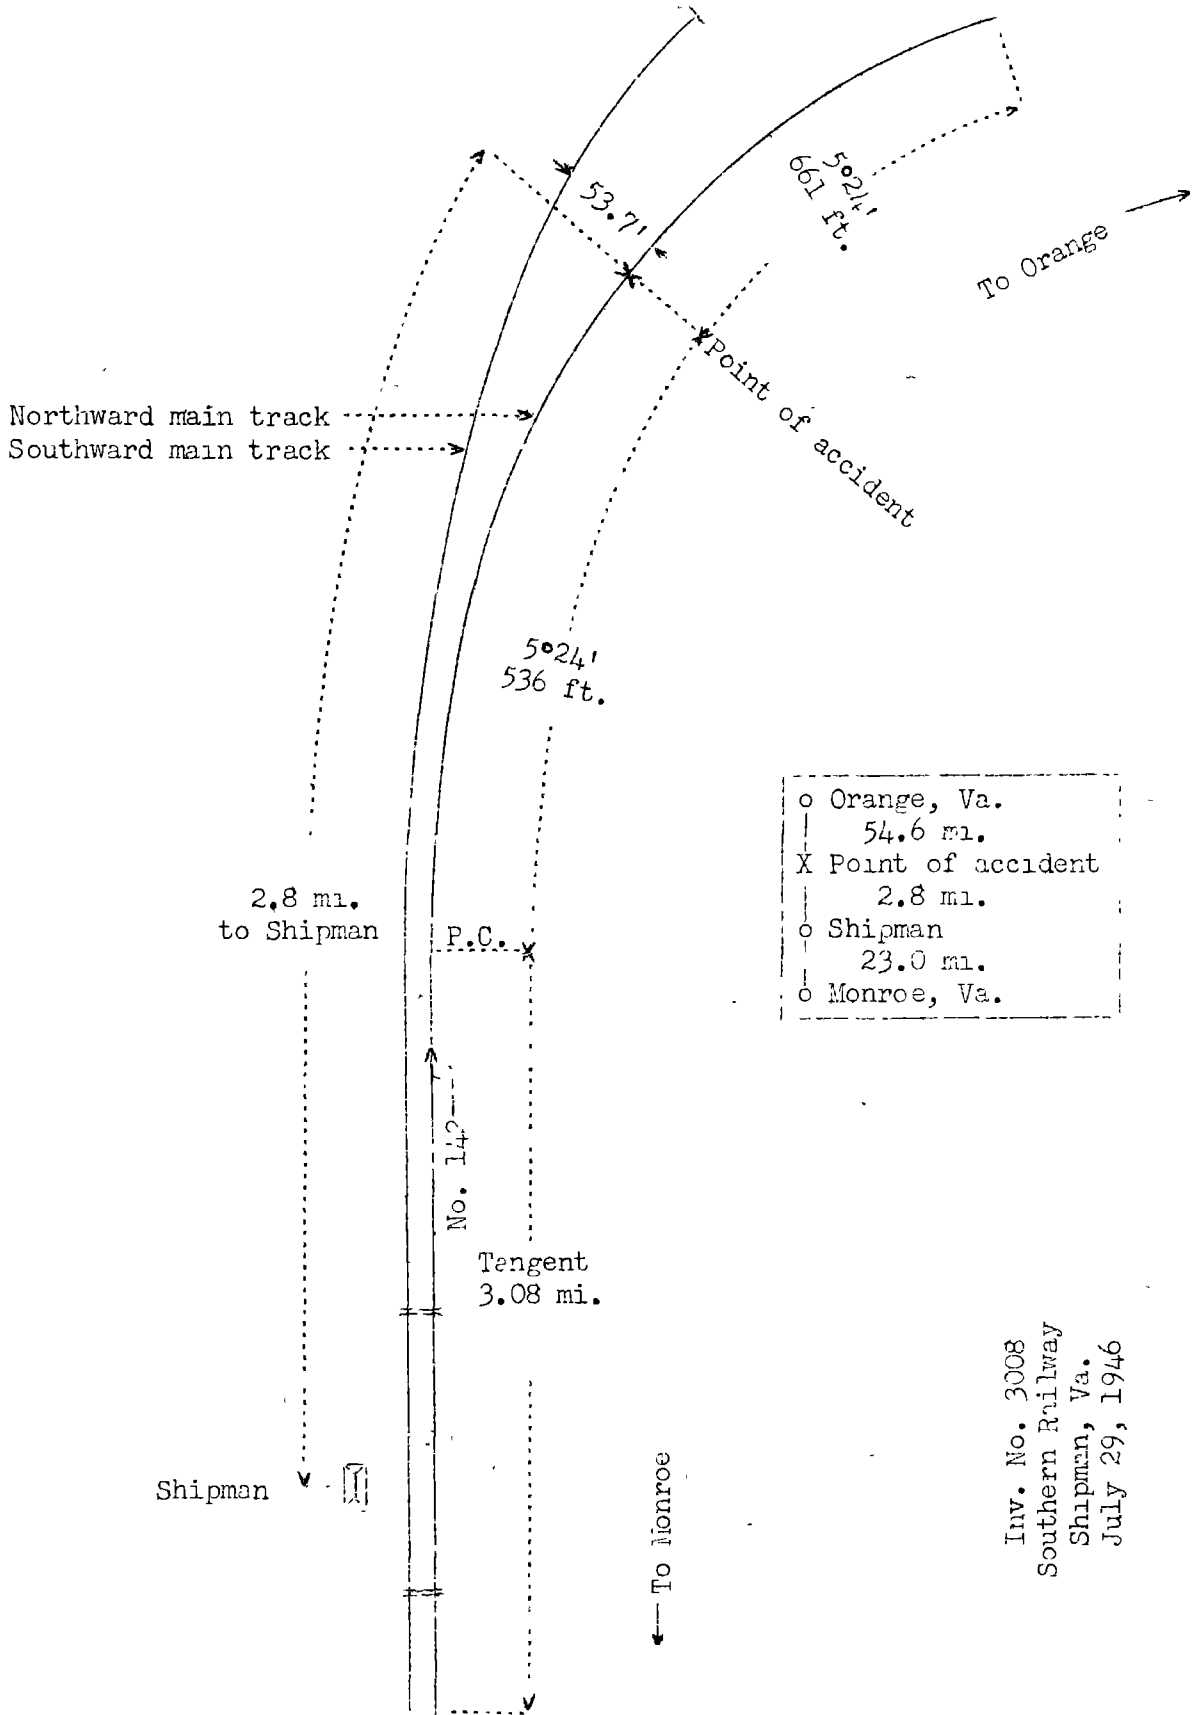 53.7'
5°24'
661 ft.
To Orange
Point of accident
Northward main track
Southward main track
5°24'
536 ft.
o Orange, Va.
54.6 mi.
X Point of accident
2.8 mi.
o Shipman
23.0 mi.
o Monroe, Va.
2.8 mi.
to Shipman
P.C.
No. 142
Tangent
3.08 mi.
Shipman
To Monroe
Inv. No. 3008
Southern Railway
Shipman, Va.
July 29, 1946